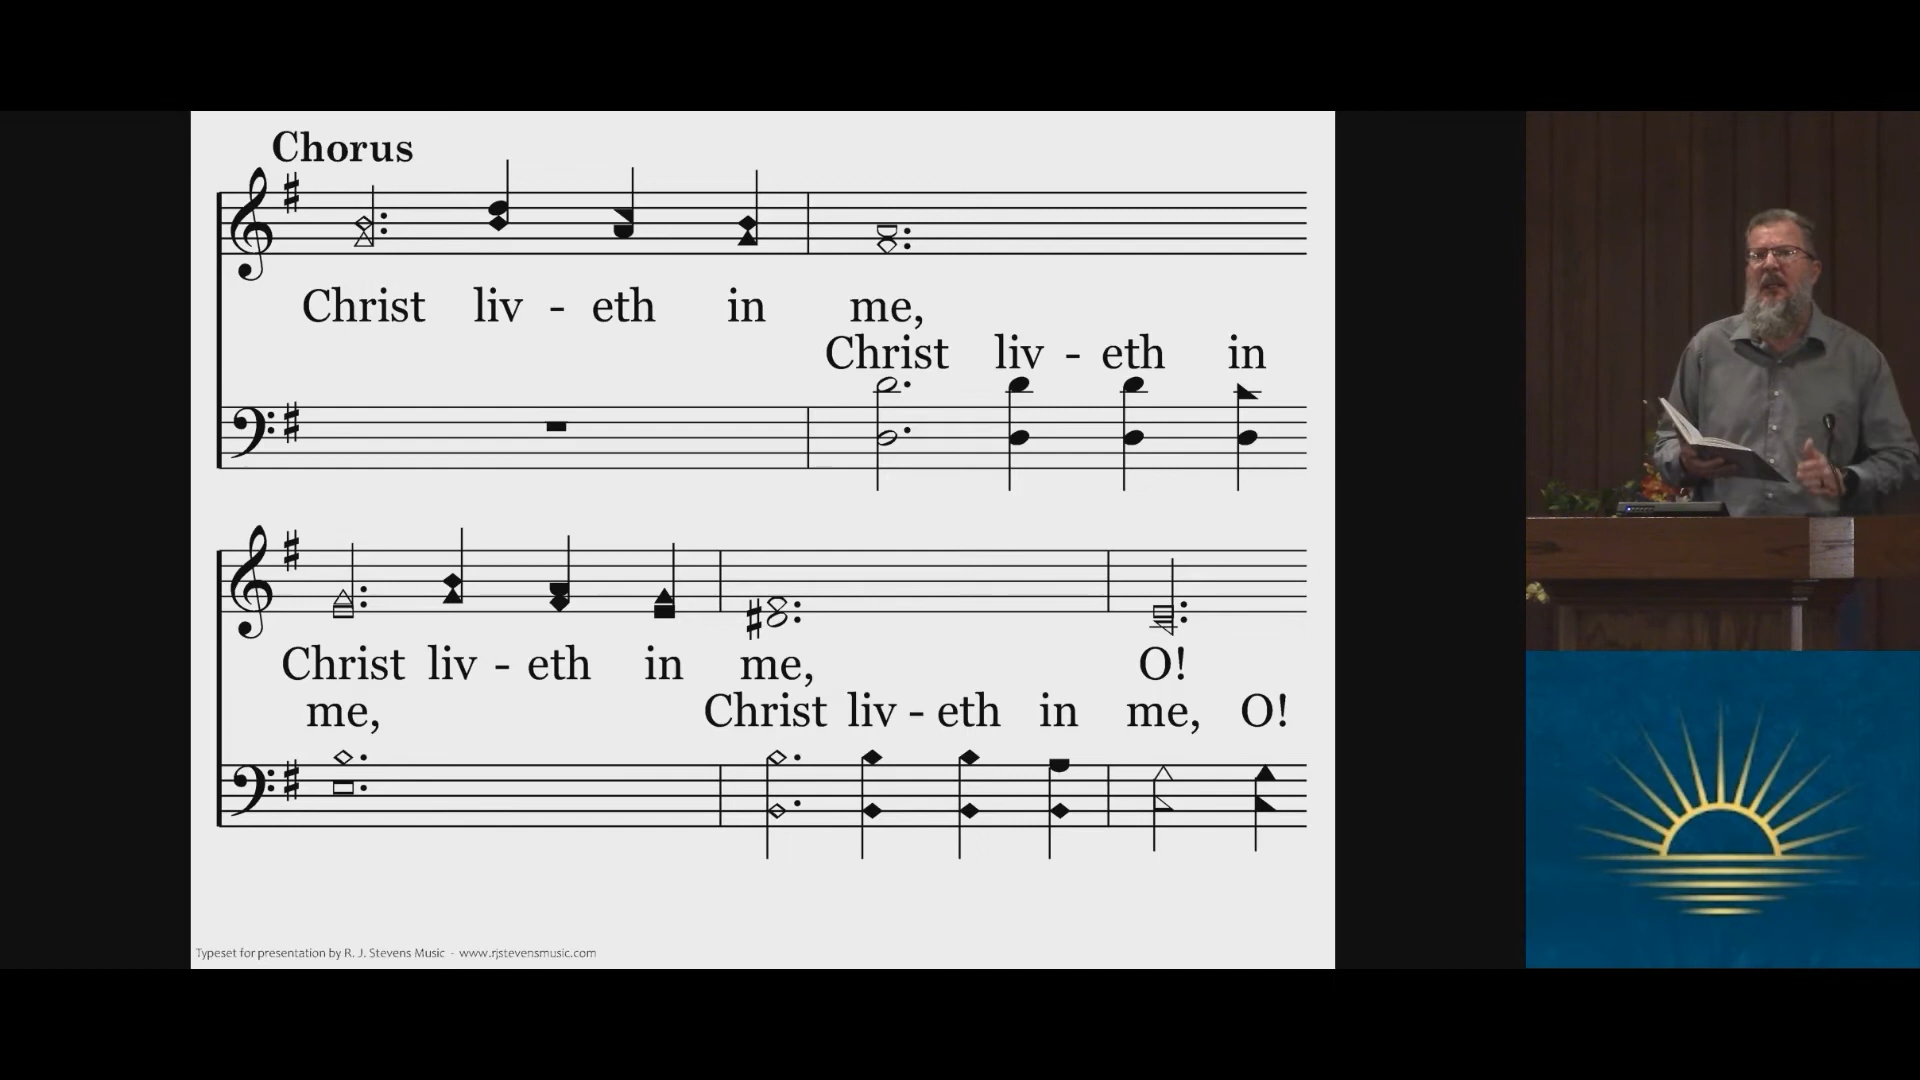 Chorus
Christ liv - eth in me,
Christ liv - eth in
Christ liv - eth in me, O!
me, Christ liv - eth in me, O!
Typeset for presentation by R. J. Stevens Music - www.rjstevensmusic.com